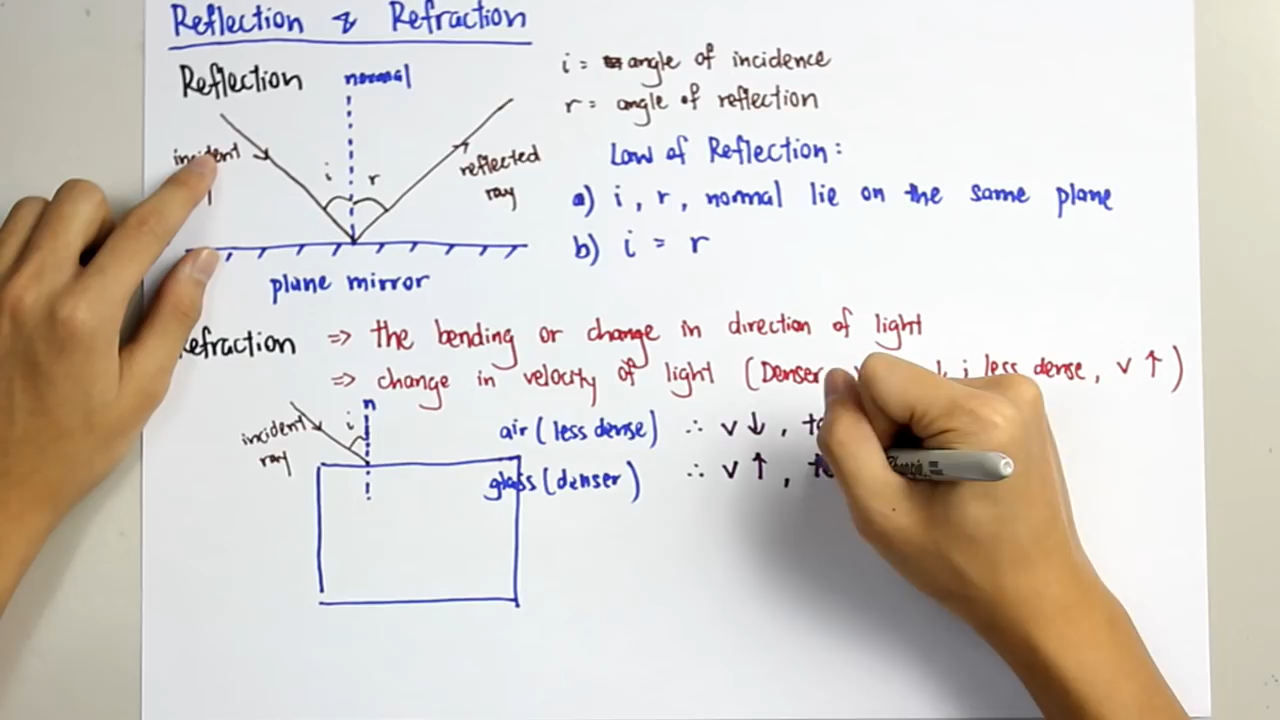 Reflection & Refraction
Reflection
normal
i = angle of incidence
r = angle of reflection
incident
i
r
reflected
ray
Law of Reflection:
a) i, r, normal lie on the same plane
b) i = r
plane mirror
Refraction ⇒ the bending or change in direction of light
⇒ change in velocity of light (Denser ; less dense, v ↑)
n
i
incident
ray
air (less dense) ∴ v ↓,
glass (denser) ∴ v ↑,
Sharpie